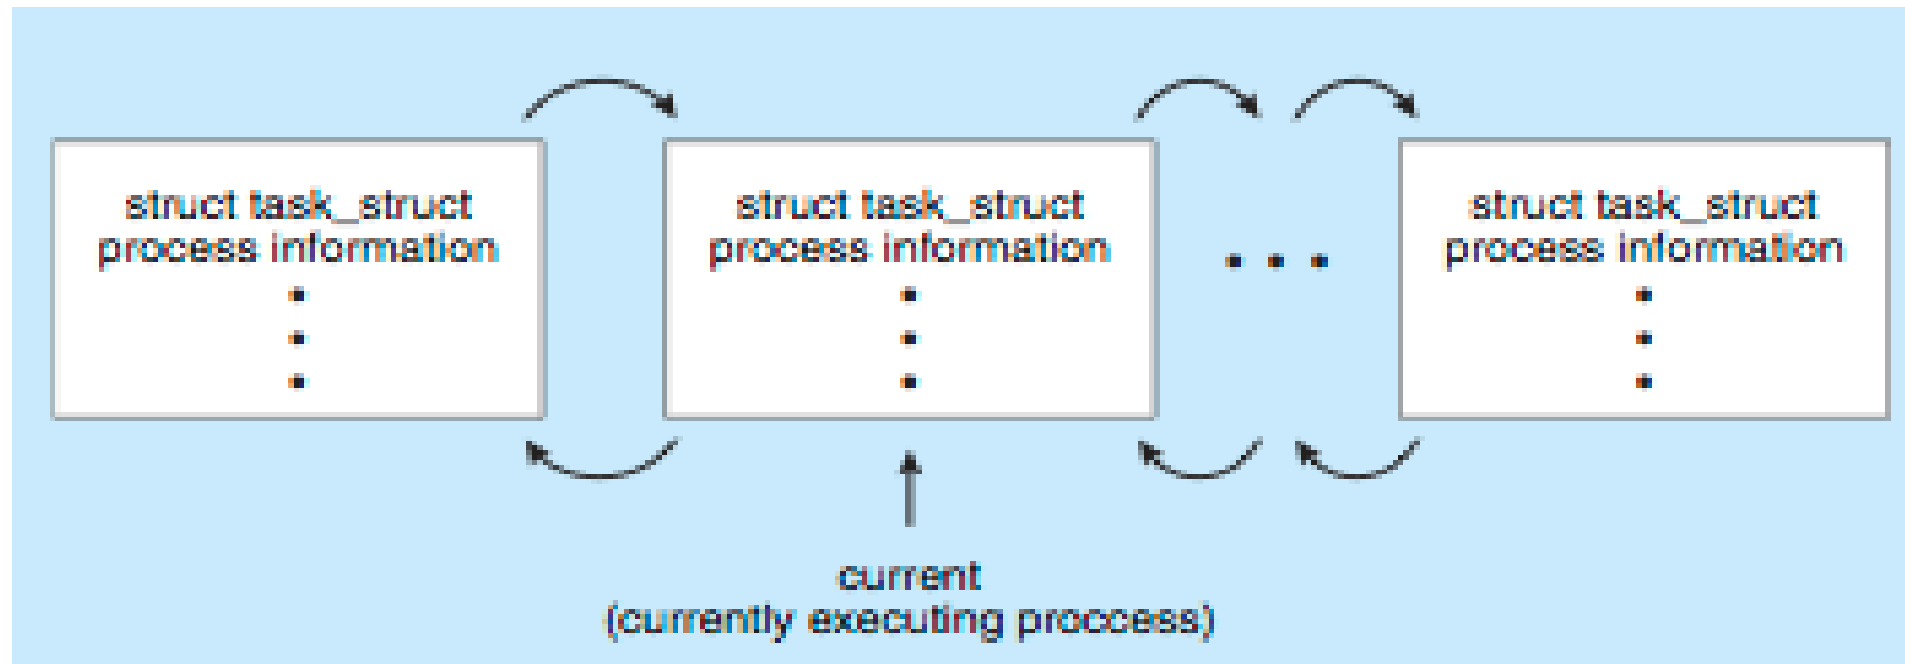 struct task_struct
process information
struct task_struct
process information
. . .
struct task_struct
process information
current
(currently executing proccess)